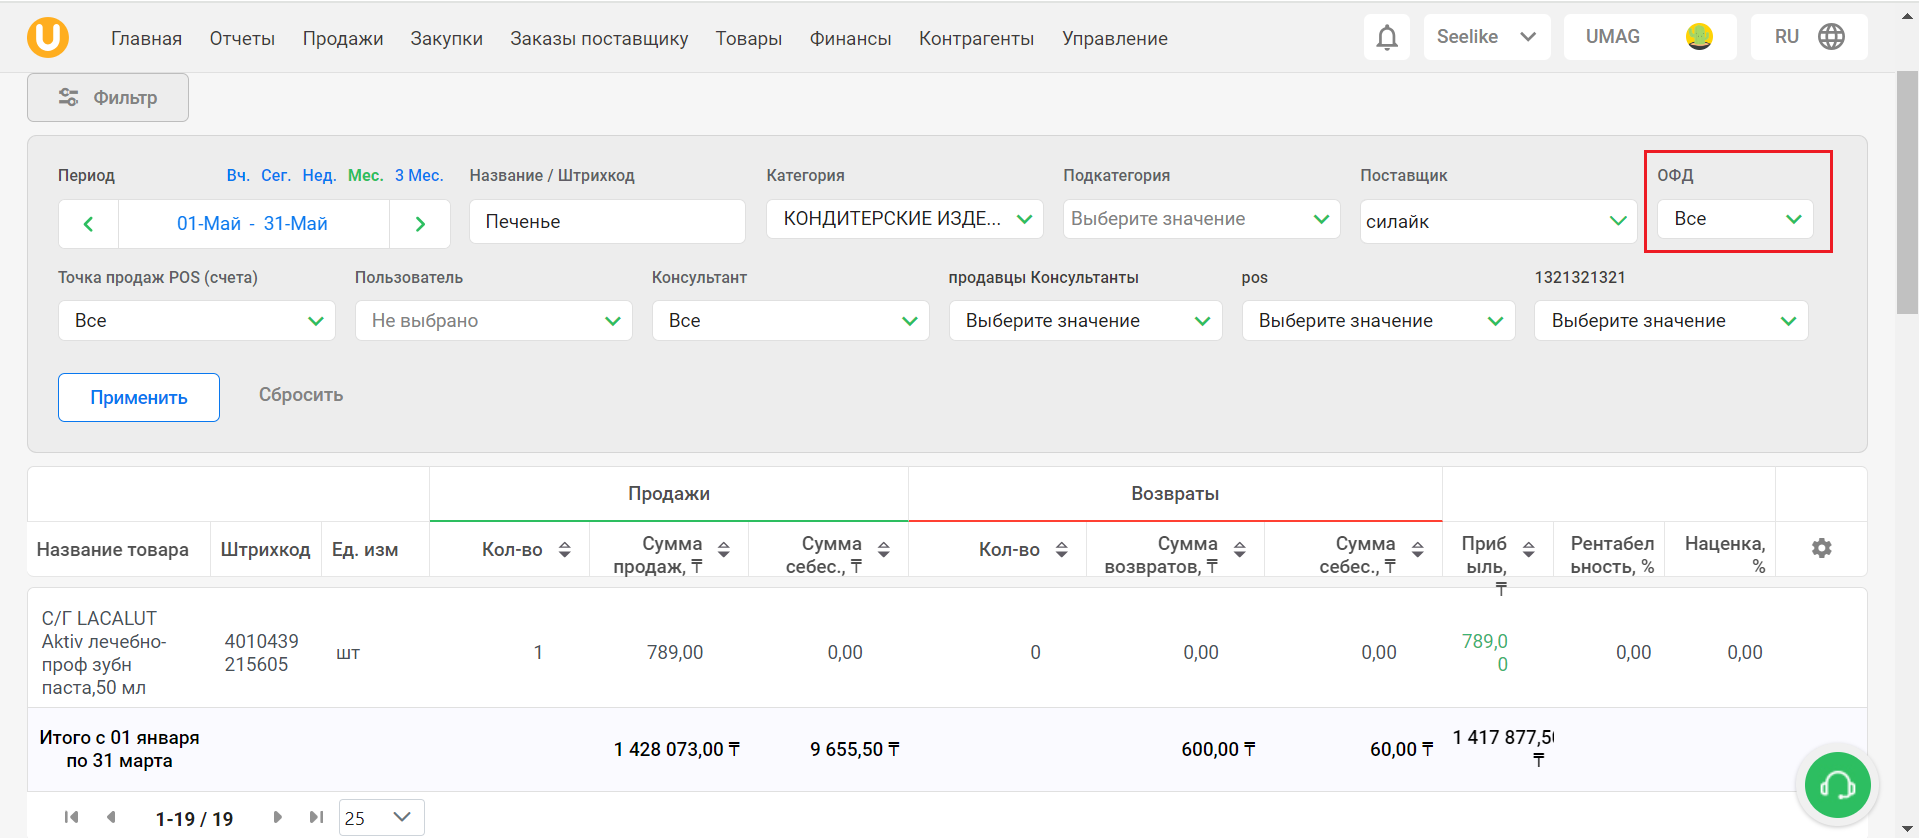 U
Главная Отчеты Продажи Закупки Заказы поставщику Товары Финансы Контрагенты Управление Seelike UMAG RU
Фильтр
Период Вч. Сег. Нед. Мес. 3 Мес. Название / Штрихкод Категория Подкатегория Поставщик ОФД
01-Май - 31-Май Печенье КОНДИТЕРСКИЕ ИЗДЕ... Выберите значение силайк Все
Точка продаж POS (счета) Пользователь Консультант продавцы Консультанты pos 1321321321
Все Не выбрано Все Выберите значение Выберите значение Выберите значение
Применить Сбросить
Продажи Возвраты
Название товара Штрихкод Ед. изм Кол-во Сумма продаж, ₸ Сумма себес., ₸ Кол-во Сумма возвратов, ₸ Сумма себес., ₸ Прибыль, ₸ Рентабельность, % Наценка, %
С/Г LACALUT
Aktiv лечебно-
проф зубн
паста,50 мл
4010439
215605
шт 1 789,00 0,00 0 0,00 0,00 789,00 0,00 0,00
Итого с 01 января
по 31 марта
1 428 073,00 ₸ 9 655,50 ₸ 600,00 ₸ 60,00 ₸ 1 417 877,50 ₸
1-19 / 19 25